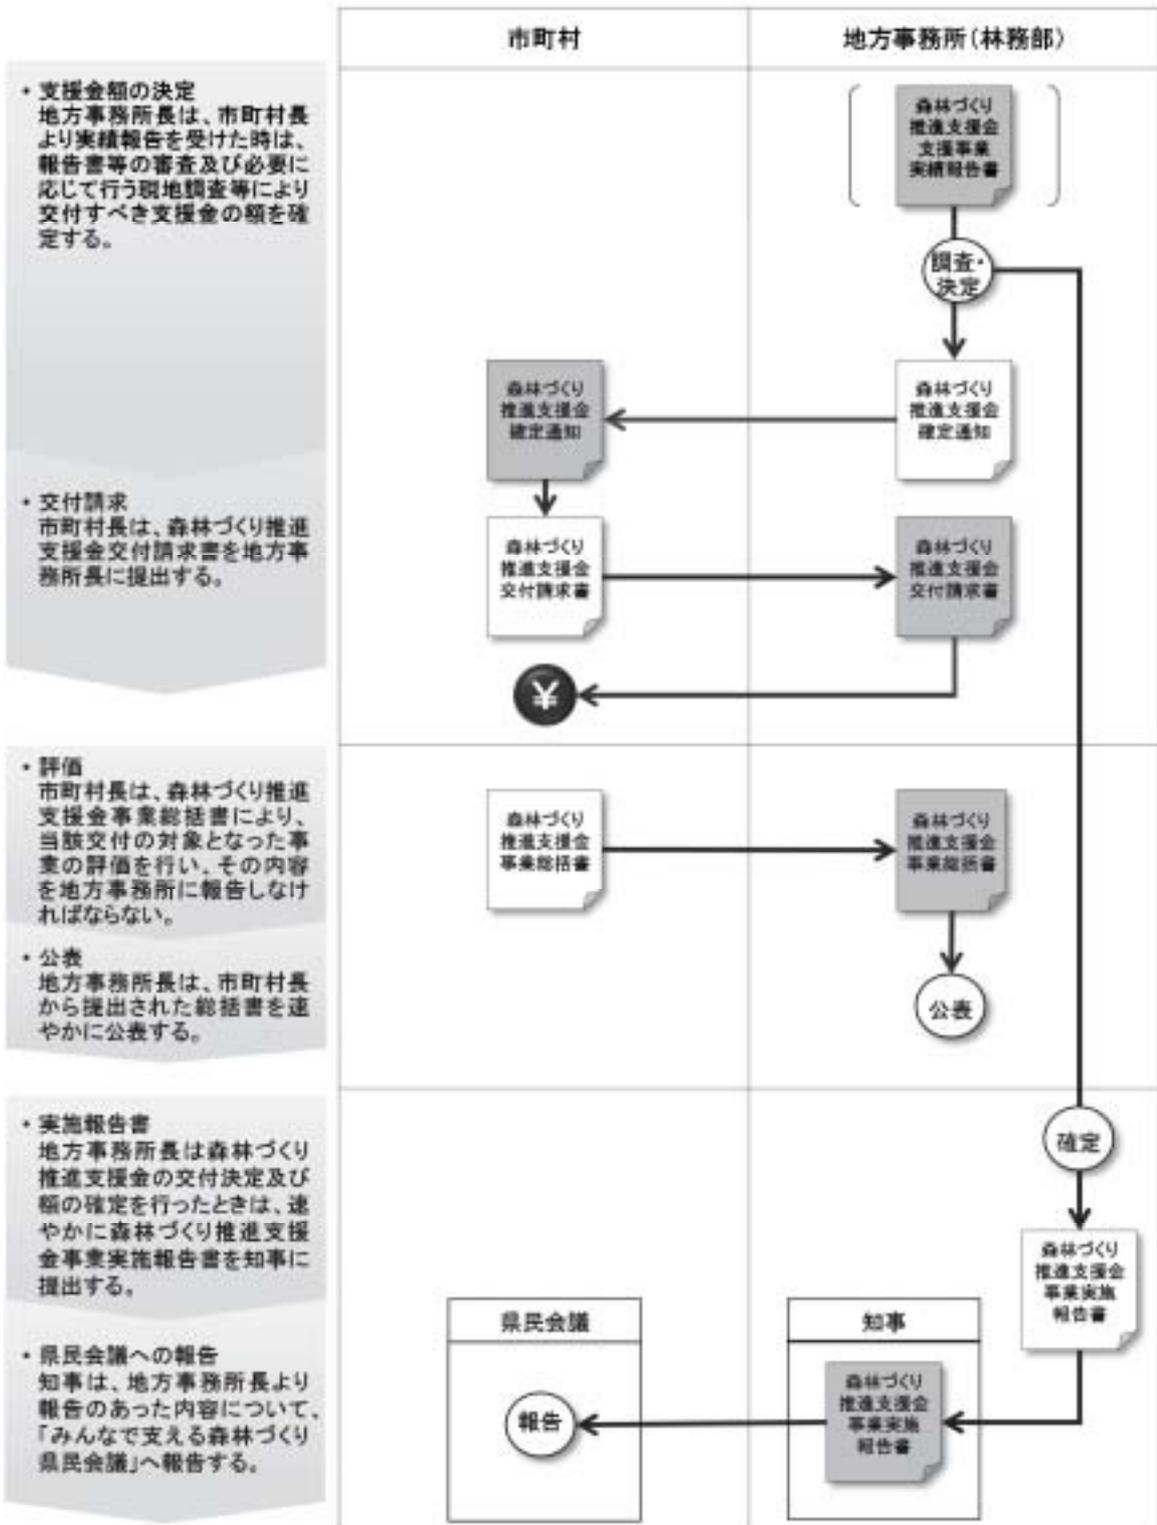 市町村
地方事務所(林務部)
・支援金額の決定
地方事務所長は、市町村長
より実績報告を受けた時は、
報告書等の審査及び必要に
応じて行う現地調査等により
交付すべき支援金の額を確
定する。
森林づくり
推進支援会
支援事業
実績報告書
調査・
決定
森林づくり
推進支援会
確定通知
森林づくり
推進支援会
確定通知
・交付請求
市町村長は、森林づくり推進
支援金交付請求書を地方事
務所長に提出する。
森林づくり
推進支援会
交付請求書
森林づくり
推進支援会
交付請求書
¥
・評価
市町村長は、森林づくり推進
支援金事業総括書により、
当該交付の対象となった事
業の評価を行い、その内容
を地方事務所に報告しなけ
ればならない。
森林づくり
推進支援会
事業総括書
森林づくり
推進支援会
事業総括書
・公表
地方事務所長は、市町村長
から提出された総括書を速
やかに公表する。
公表
・実施報告書
地方事務所長は森林づくり
推進支援金の交付決定及び
額の確定を行ったときは、速
やかに森林づくり推進支援
金事業実施報告書を知事に
提出する。
確定
森林づくり
推進支援会
事業実施
報告書
・県民会議への報告
知事は、地方事務所長より
報告のあった内容について、
「みんなで支える森林づくり
県民会議」へ報告する。
県民会議
報告
知事
森林づくり
推進支援会
事業実施
報告書